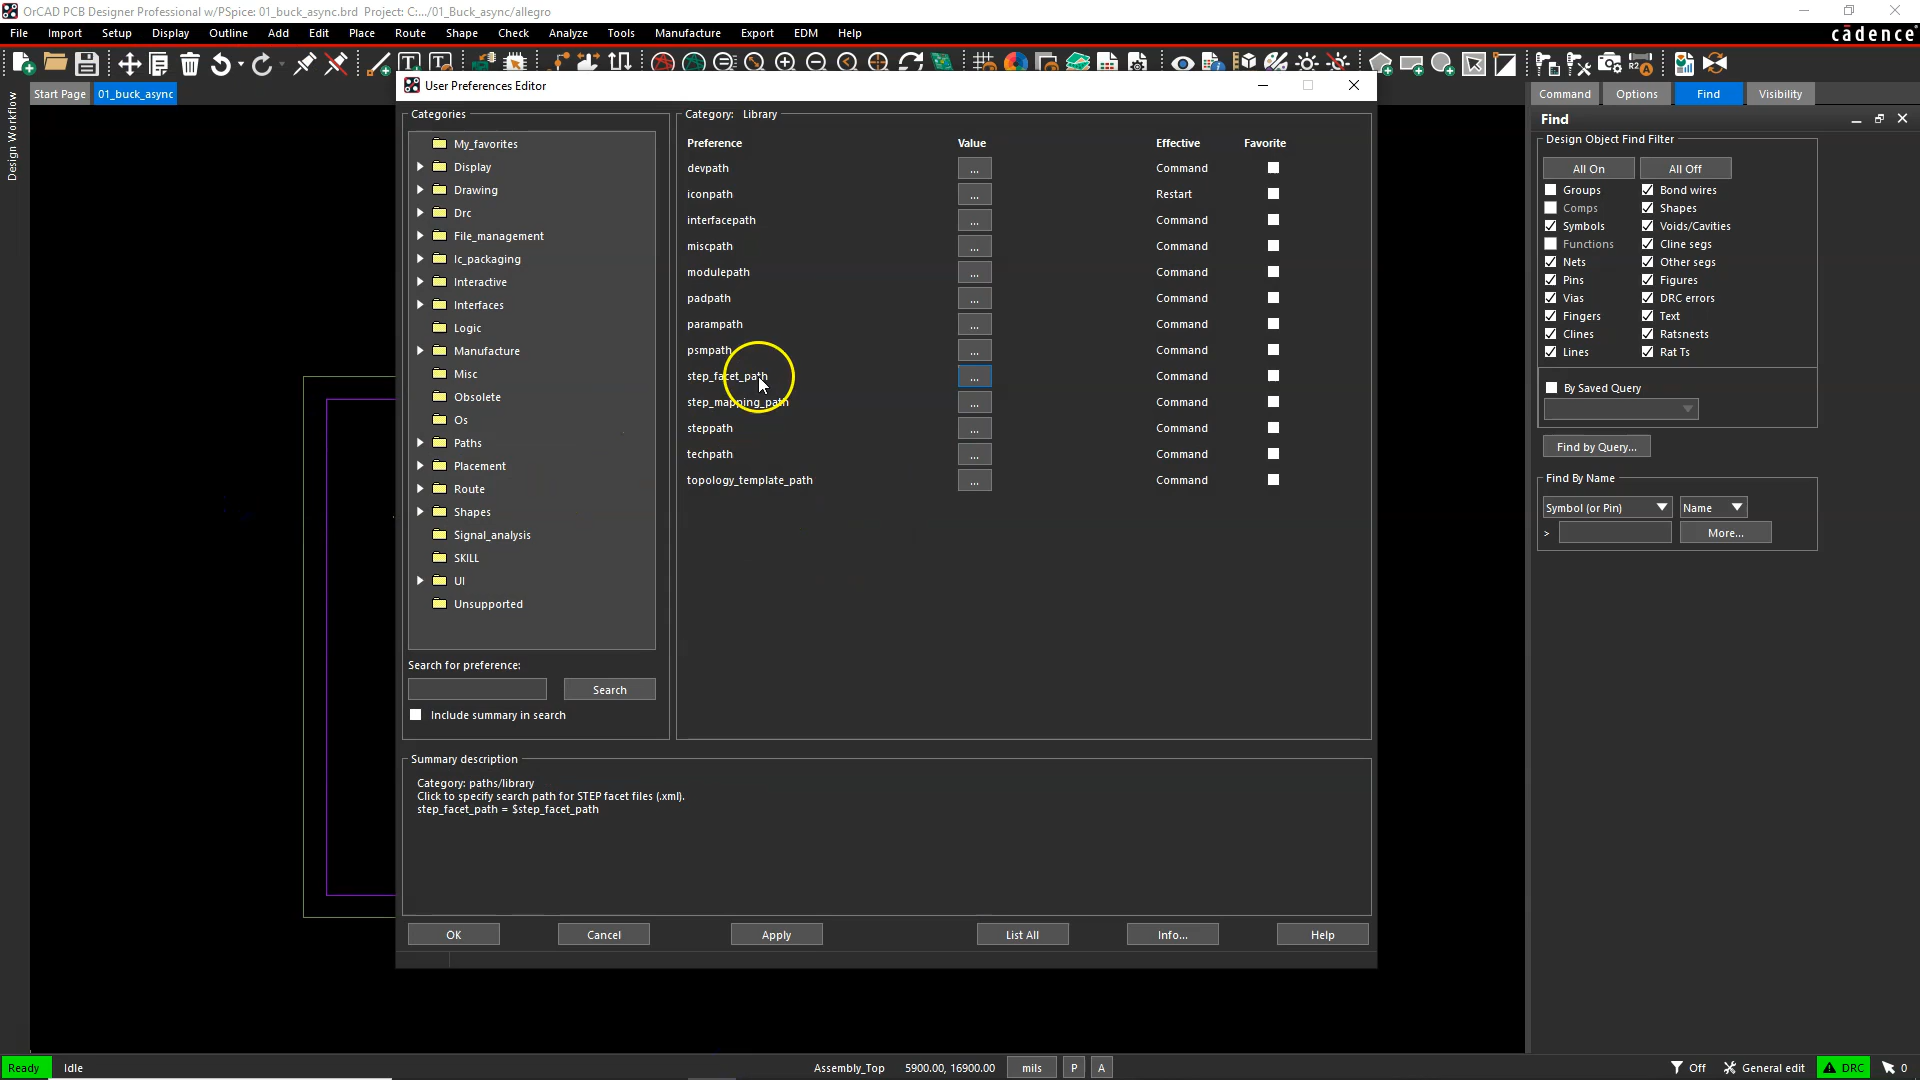 OrCAD PCB Designer Professional w/PSpice: 01_buck_async.brd Project: C:.../01_Buck_async/allegro
File Import Setup Display Outline Add Edit Place Route Shape Check Analyze Tools Manufacture Export EDM Help
cādence
Start Page 01_buck_async
Design Workflow
User Preferences Editor
Categories
My_favorites
Display
Drawing
Drc
File_management
Ic_packaging
Interactive
Interfaces
Logic
Manufacture
Misc
Obsolete
Os
Paths
Placement
Route
Shapes
Signal_analysis
SKILL
UI
Unsupported
Search for preference:
Search
Include summary in search
Category: Library
Preference Value Effective Favorite
devpath ... Command
iconpath ... Restart
interfacepath ... Command
miscpath ... Command
modulepath ... Command
padpath ... Command
parampath ... Command
psmpath ... Command
step_facet_path ... Command
step_mapping_path ... Command
steppath ... Command
techpath ... Command
topology_template_path ... Command
Summary description
Category: paths/library
Click to specify search path for STEP facet files (.xml).
step_facet_path = $step_facet_path
OK Cancel Apply List All Info... Help
Command Options Find Visibility
Find
Design Object Find Filter
All On All Off
Groups Bond wires
Comps Shapes
Symbols Voids/Cavities
Functions Cline segs
Nets Other segs
Pins Figures
Vias DRC errors
Fingers Text
Clines Ratsnests
Lines Rat Ts
By Saved Query
Find by Query...
Find By Name
Symbol (or Pin) Name
> More...
Ready Idle Assembly_Top 5900.00, 16900.00 mils P A Off General edit DRC 0